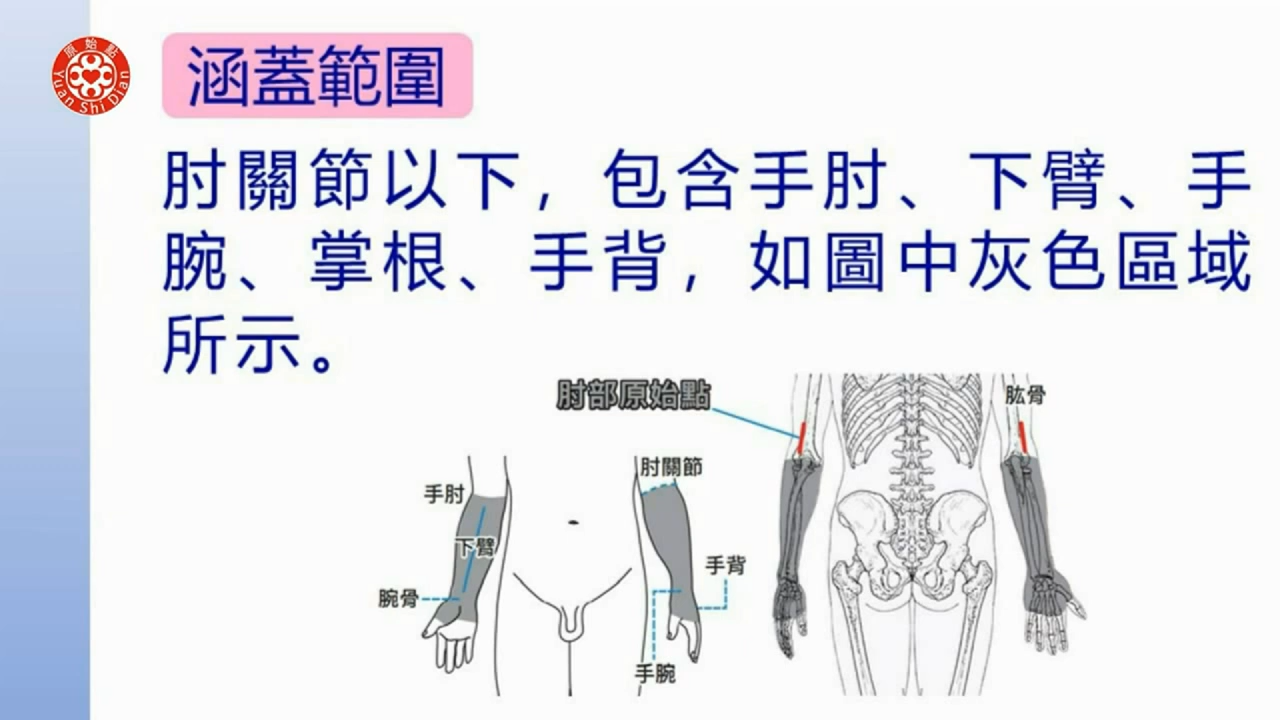 原始點
Yuan Shi Dian
涵蓋範圍
肘關節以下，包含手肘、下臂、手
腕、掌根、手背，如圖中灰色區域
所示。
肘部原始點
肱骨
肘關節
手肘
下臂
手背
腕骨
手腕